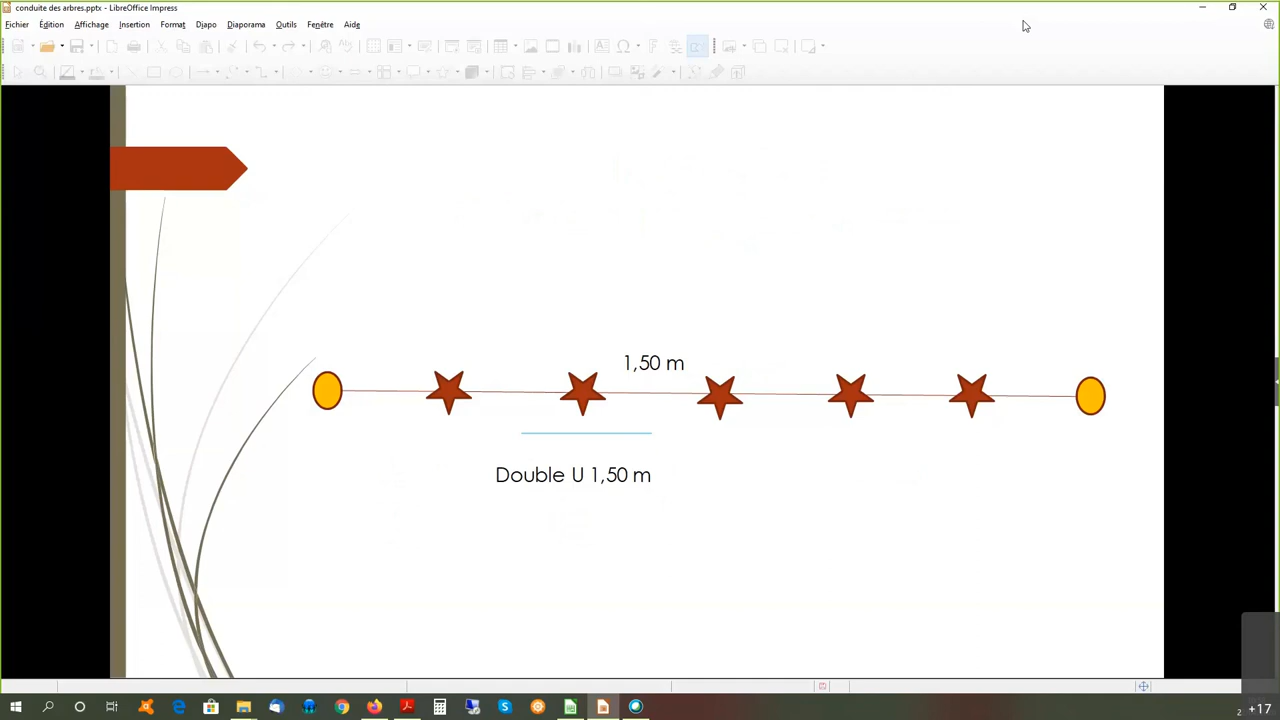 conduite des arbres.pptx - LibreOffice Impress
Fichier Édition Affichage Insertion Format Diapo Diaporama Outils Fenêtre Aide
1,50 m
Double U 1,50 m
2 +17